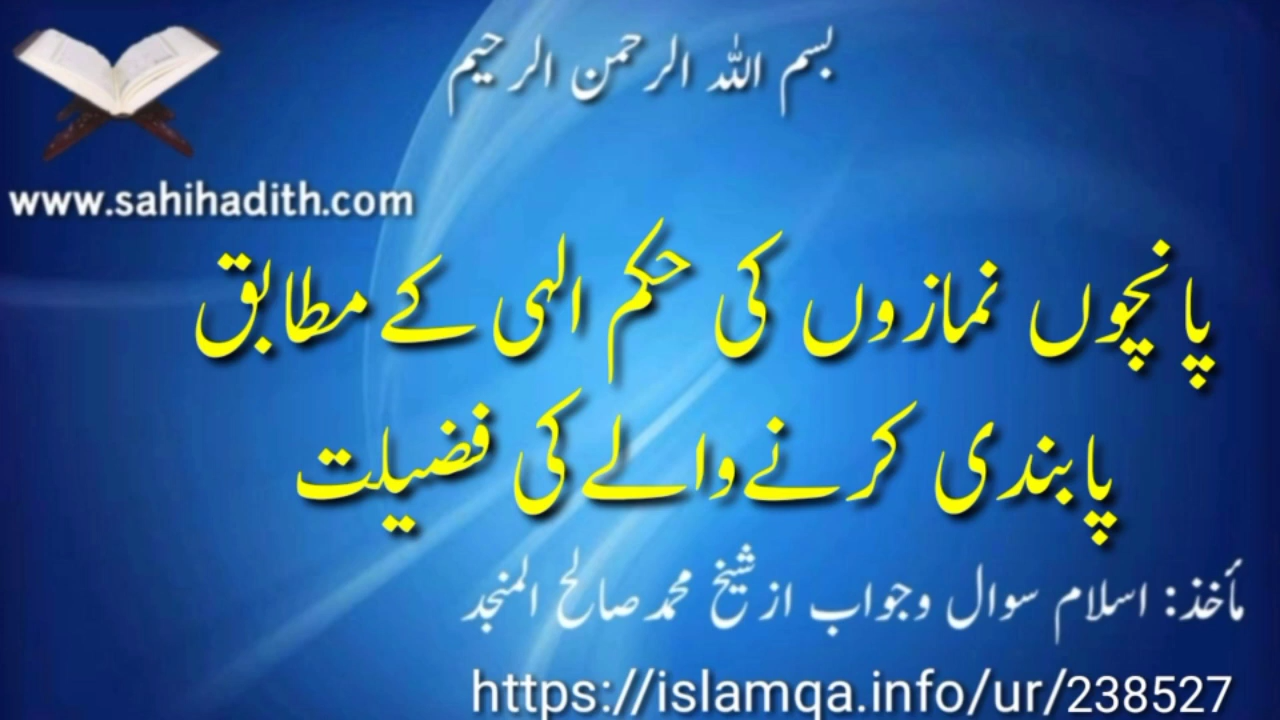 بسم اللہ الرحمن الرحیم
www.sahihadith.com
پانچوں نمازوں کی حکم الہی کے مطابق
پابندی کرنے والے کی فضیلت
مأخذ: اسلام سوال وجواب از شیخ محمد صالح المنجد
https://islamqa.info/ur/238527